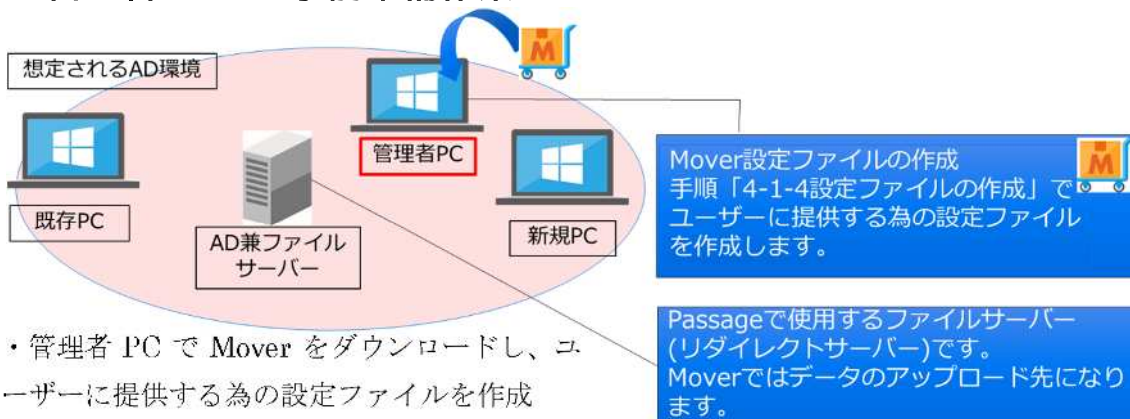 想定されるAD環境
管理者PC
既存PC
AD兼ファイル
サーバー
新規PC
M
Mover設定ファイルの作成
手順「4-1-4設定ファイルの作成」で
ユーザーに提供する為の設定ファイル
を作成します。
M
Passageで使用するファイルサーバー
(リダイレクトサーバー)です。
Moverではデータのアップロード先になり
ます。
・管理者 PC で Mover をダウンロードし、ユ
ーザーに提供する為の設定ファイルを作成